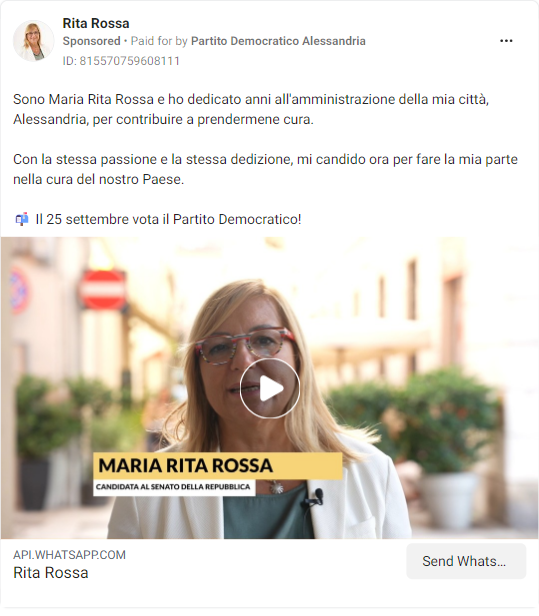 Rita Rossa
Sponsored • Paid for by Partito Democratico Alessandria
ID: 815570759608111
Sono Maria Rita Rossa e ho dedicato anni all'amministrazione della mia città,
Alessandria, per contribuire a prendermene cura.
Con la stessa passione e la stessa dedizione, mi candido ora per fare la mia parte
nella cura del nostro Paese.
📬 Il 25 settembre vota il Partito Democratico!
MARIA RITA ROSSA
CANDIDATA AL SENATO DELLA REPUBBLICA
API.WHATSAPP.COM
Rita Rossa
Send Whats...